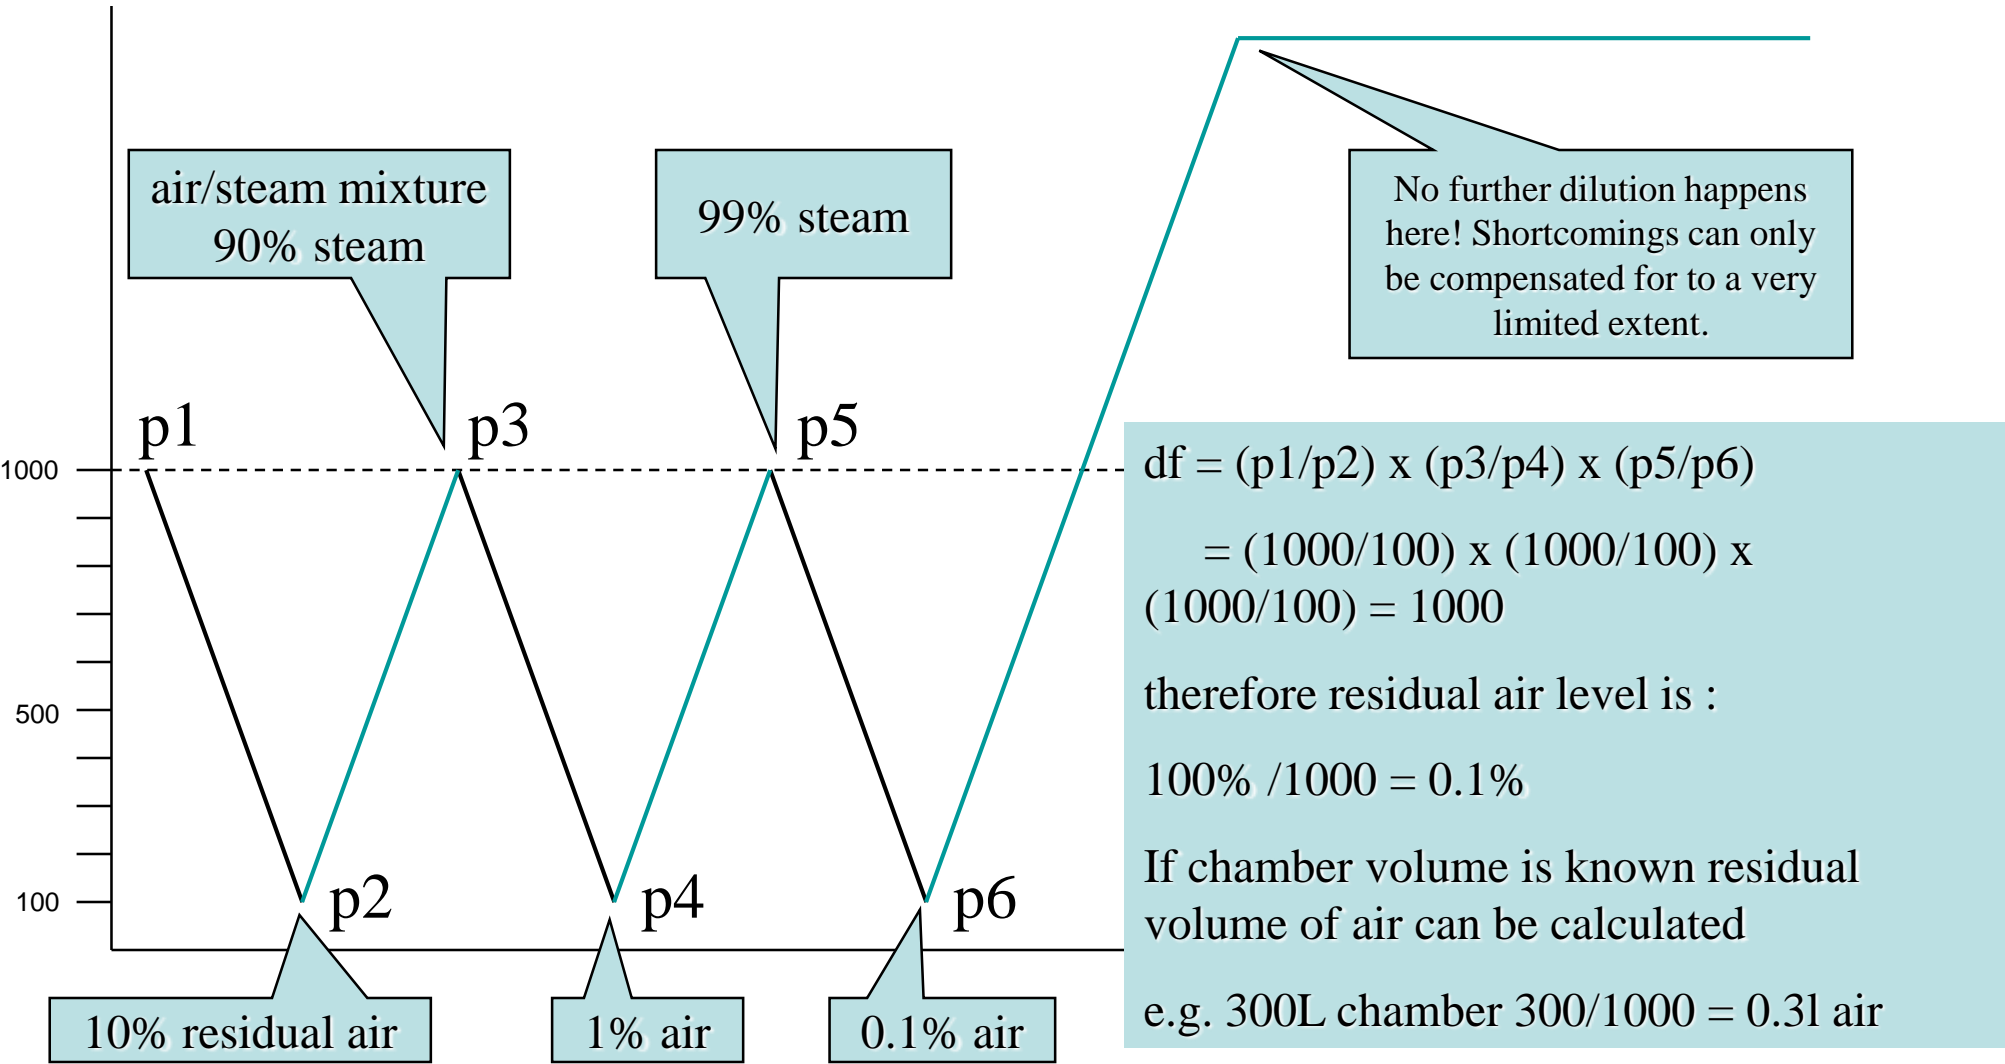 air/steam mixture
90% steam
99% steam
No further dilution happens
here! Shortcomings can only
be compensated for to a very
limited extent.
p1
p3
p5
1000
500
100
p2
p4
p6
10% residual air
1% air
0.1% air
df = (p1/p2) x (p3/p4) x (p5/p6)
= (1000/100) x (1000/100) x
(1000/100) = 1000
therefore residual air level is :
100% /1000 = 0.1%
If chamber volume is known residual
volume of air can be calculated
e.g. 300L chamber 300/1000 = 0.3l air